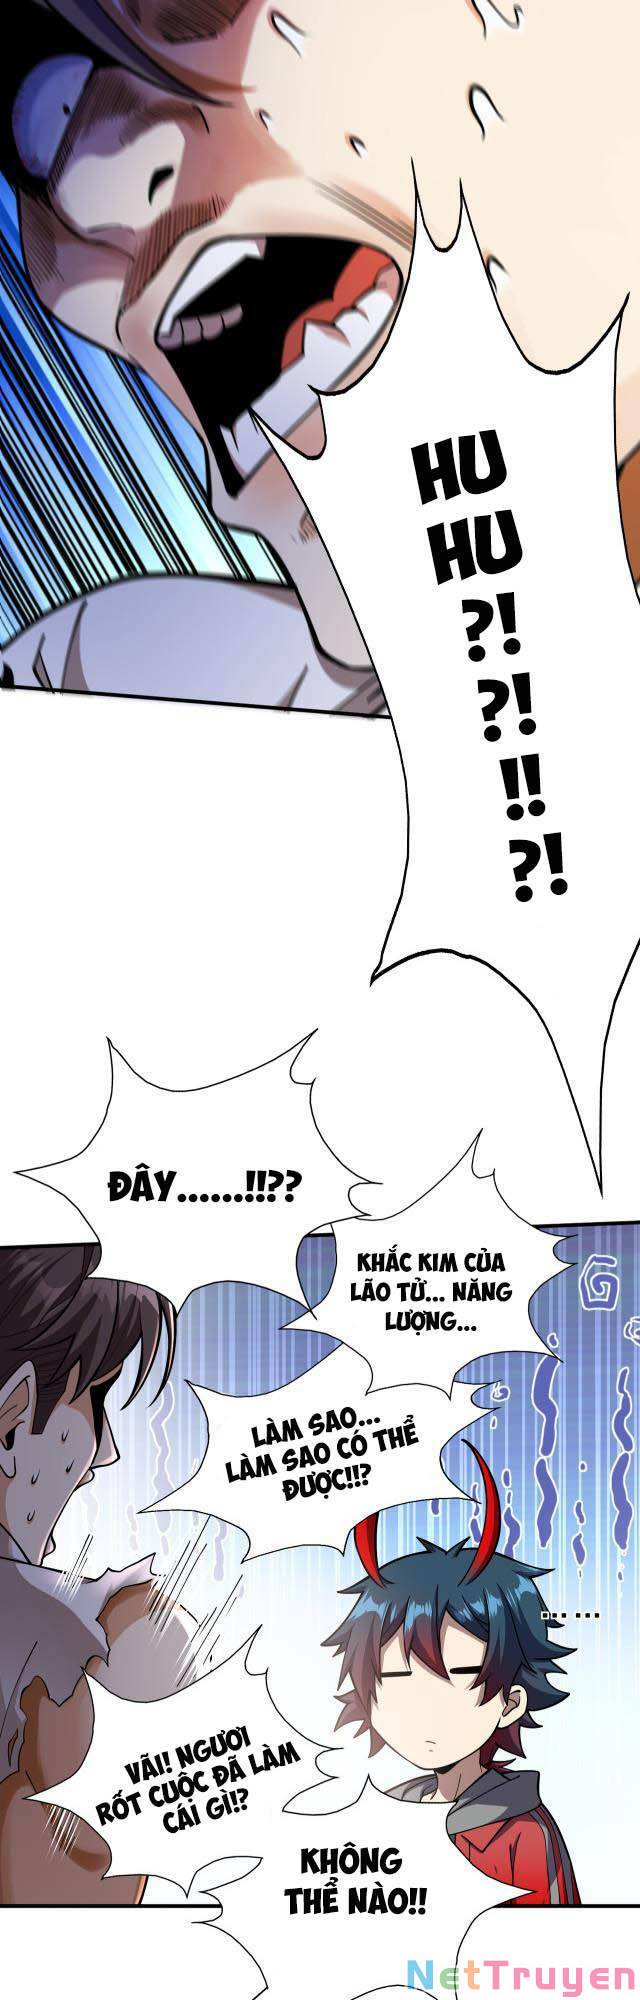 HU
HU
?!
?!
!!
?!
ĐÂY......!!??
KHẮC KIM CỦA
LÃO TỬ... NĂNG
LƯỢNG...
LÀM SAO...
LÀM SAO CÓ THỂ
ĐƯỢC!!?
... ...
VÃI! NGƯƠI
RỐT CUỘC ĐÃ LÀM
CÁI GÌ!?
KHÔNG
THỂ NÀO!!
NetTruyen